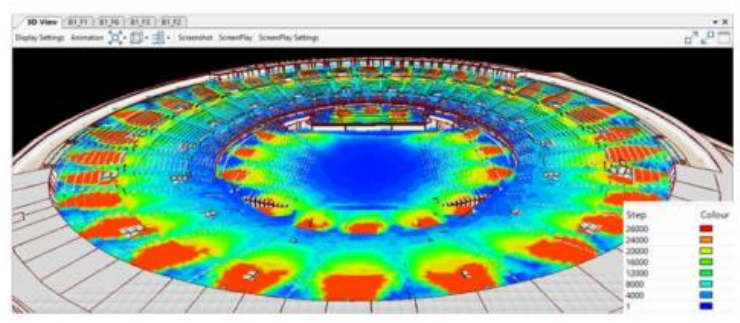 3D View B1_F1 B1_F6 B1_F3 B1_F2
Display Settings Animation Screenshot ScreenPlay ScreenPlay Settings
Step Colour
26000
24000
20000
16000
12000
8000
4000
1